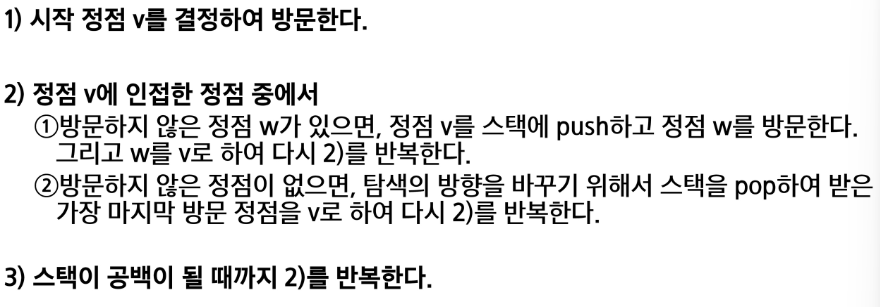 1) 시작 정점 v를 결정하여 방문한다.
2) 정점 v에 인접한 정점 중에서
①방문하지 않은 정점 w가 있으면, 정점 v를 스택에 push하고 정점 w를 방문한다.
그리고 w를 v로 하여 다시 2)를 반복한다.
②방문하지 않은 정점이 없으면, 탐색의 방향을 바꾸기 위해서 스택을 pop하여 받은
가장 마지막 방문 정점을 v로 하여 다시 2)를 반복한다.
3) 스택이 공백이 될 때까지 2)를 반복한다.